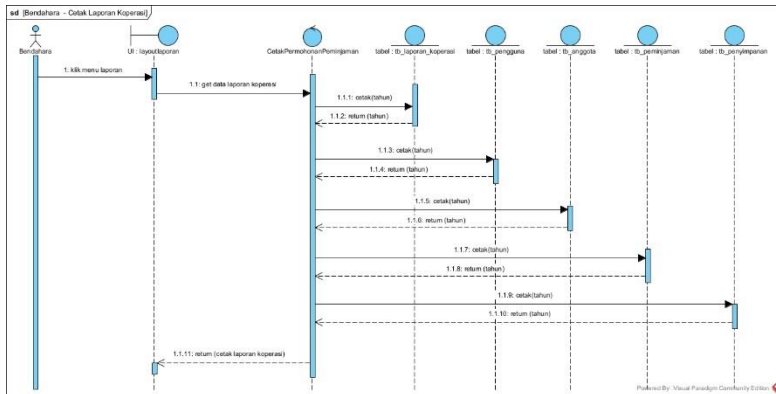 sd [Bendahara - Cetak Laporan Koperasi]
Bendahara
UI : layoutlaporan
CetakPermohonanPeminjaman
tabel : tb_laporan_koperasi
tabel : tb_pengguna
tabel : tb_anggota
tabel : tb_peminjaman
tabel : tb_penyimpanan
1: klik menu laporan
1.1: get data laporan koperasi
1.1.1: cetak(tahun)
1.1.2: return (tahun)
1.1.3: cetak(tahun)
1.1.4: return (tahun)
1.1.5: cetak(tahun)
1.1.6: return (tahun)
1.1.7: cetak(tahun)
1.1.8: return (tahun)
1.1.9: cetak(tahun)
1.1.10: return (tahun)
1.1.11: return (cetak laporan koperasi)
Powered By: Visual Paradigm Community Edition